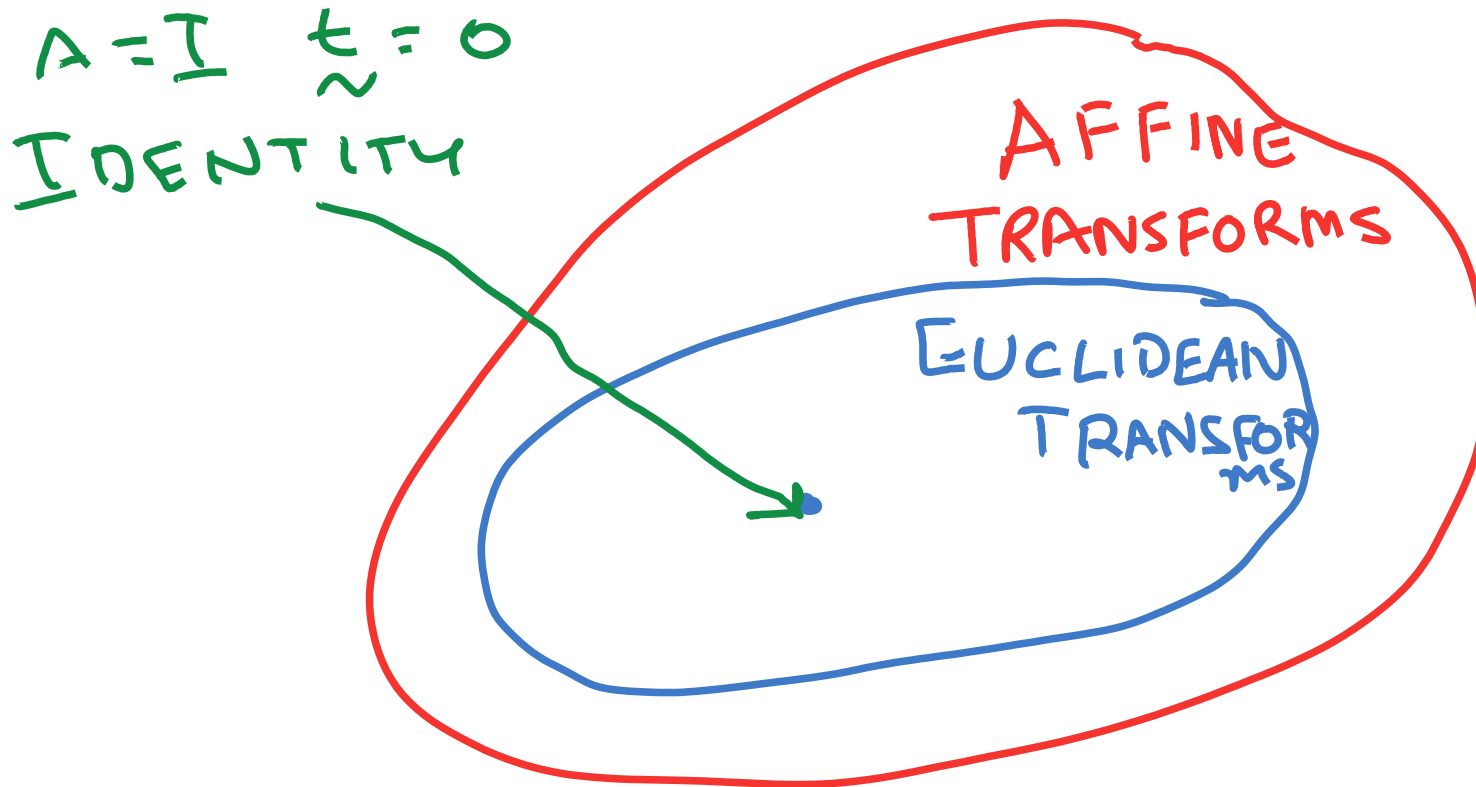 A = I t = 0
IDENTITY
AFFINE
TRANSFORMS
EUCLIDEAN
TRANSFOR
MS